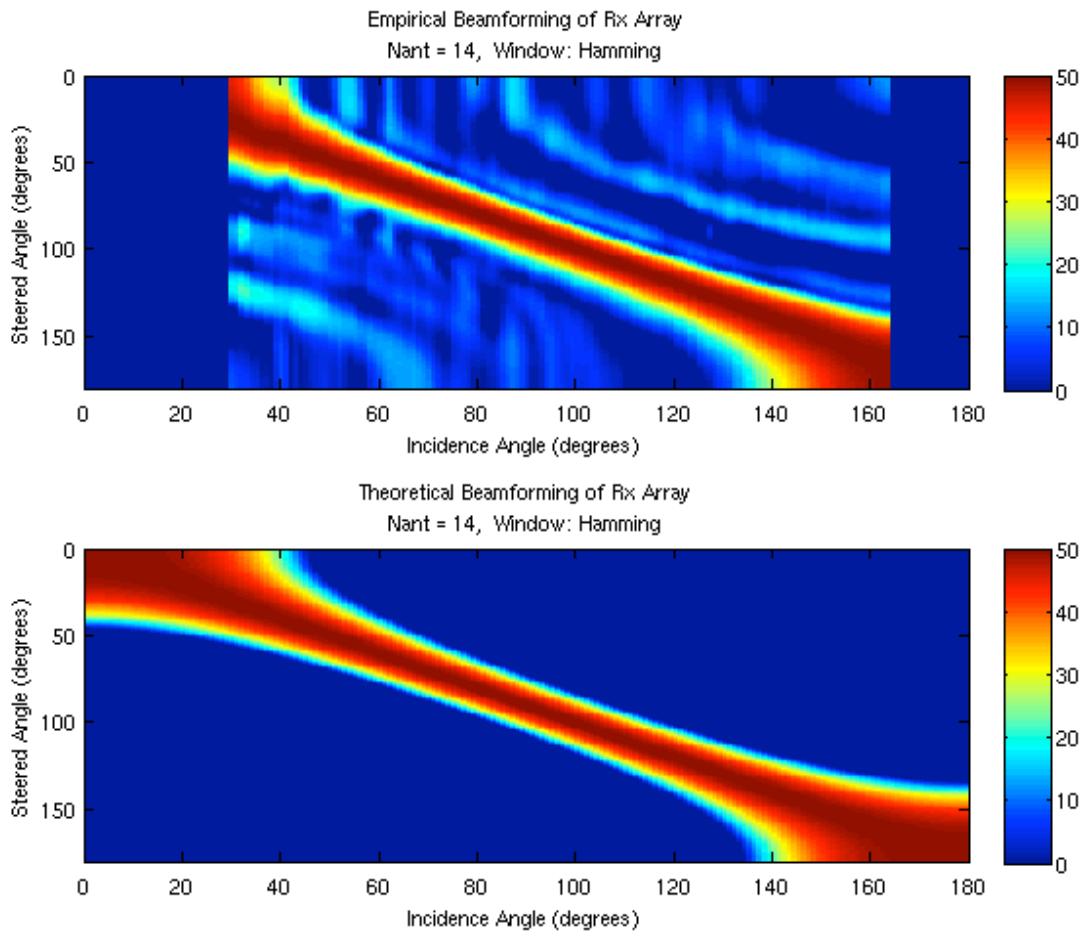 Empirical Beamforming of Rx Array
Nant = 14, Window: Hamming
0
50
100
150
Steered Angle (degrees)
0 20 40 60 80 100 120 140 160 180
Incidence Angle (degrees)
50
40
30
20
10
0
Theoretical Beamforming of Rx Array
Nant = 14, Window: Hamming
0
50
100
150
Steered Angle (degrees)
0 20 40 60 80 100 120 140 160 180
Incidence Angle (degrees)
50
40
30
20
10
0